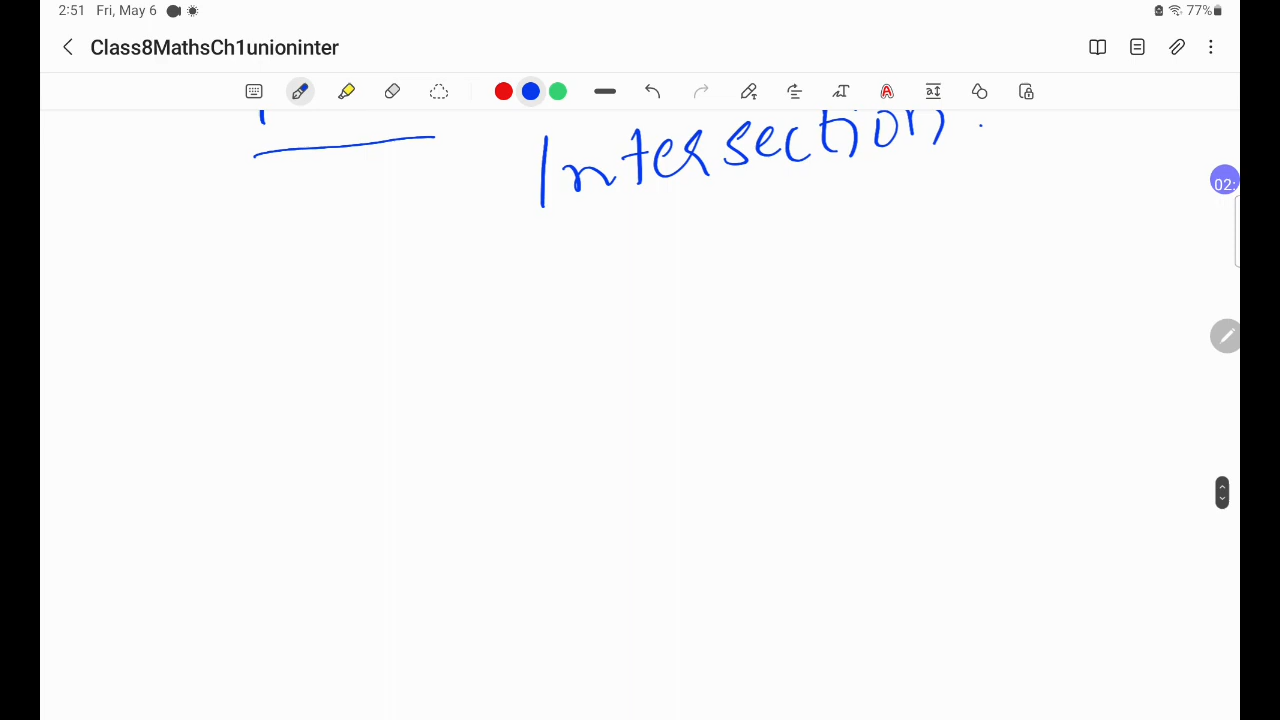 2:51 Fri, May 6 77%
Class8MathsCh1unioninter
Intersection.
02: